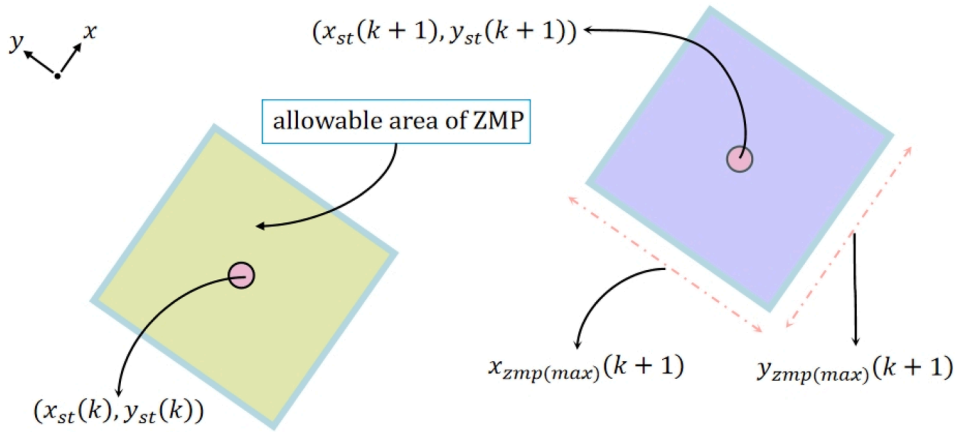 (x_{st}(k + 1), y_{st}(k + 1))
y
x
allowable area of ZMP
x_{zmp(max)}(k + 1)
y_{zmp(max)}(k + 1)
(x_{st}(k), y_{st}(k))